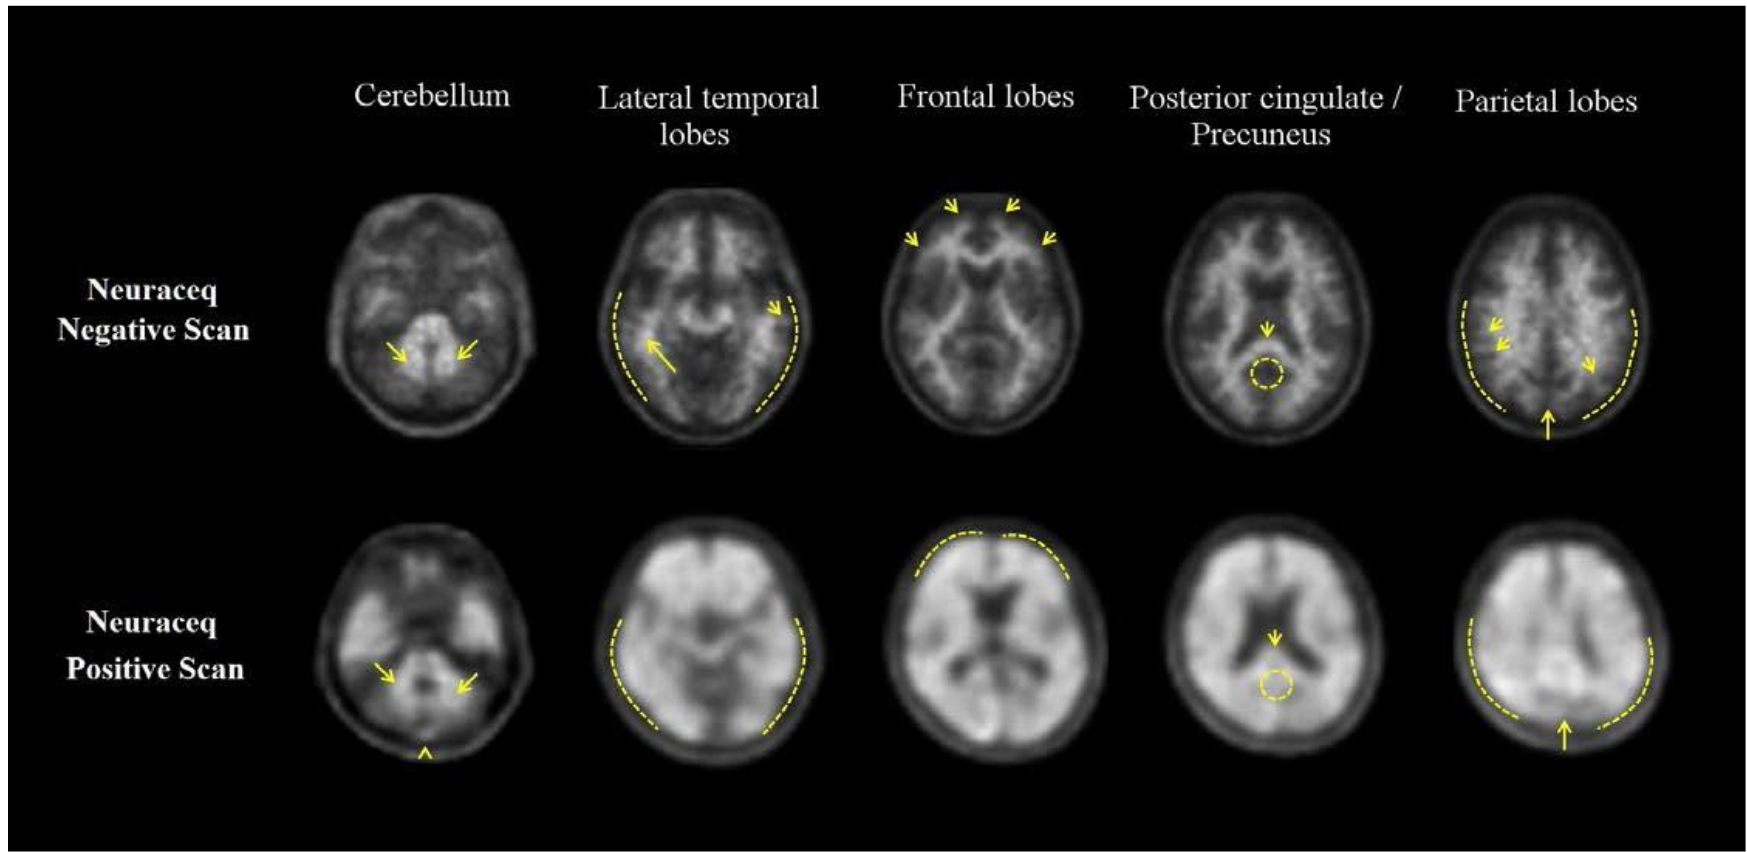 Cerebellum
Lateral temporal
lobes
Frontal lobes
Posterior cingulate /
Precuneus
Parietal lobes
Neuraceq
Negative Scan
Neuraceq
Positive Scan